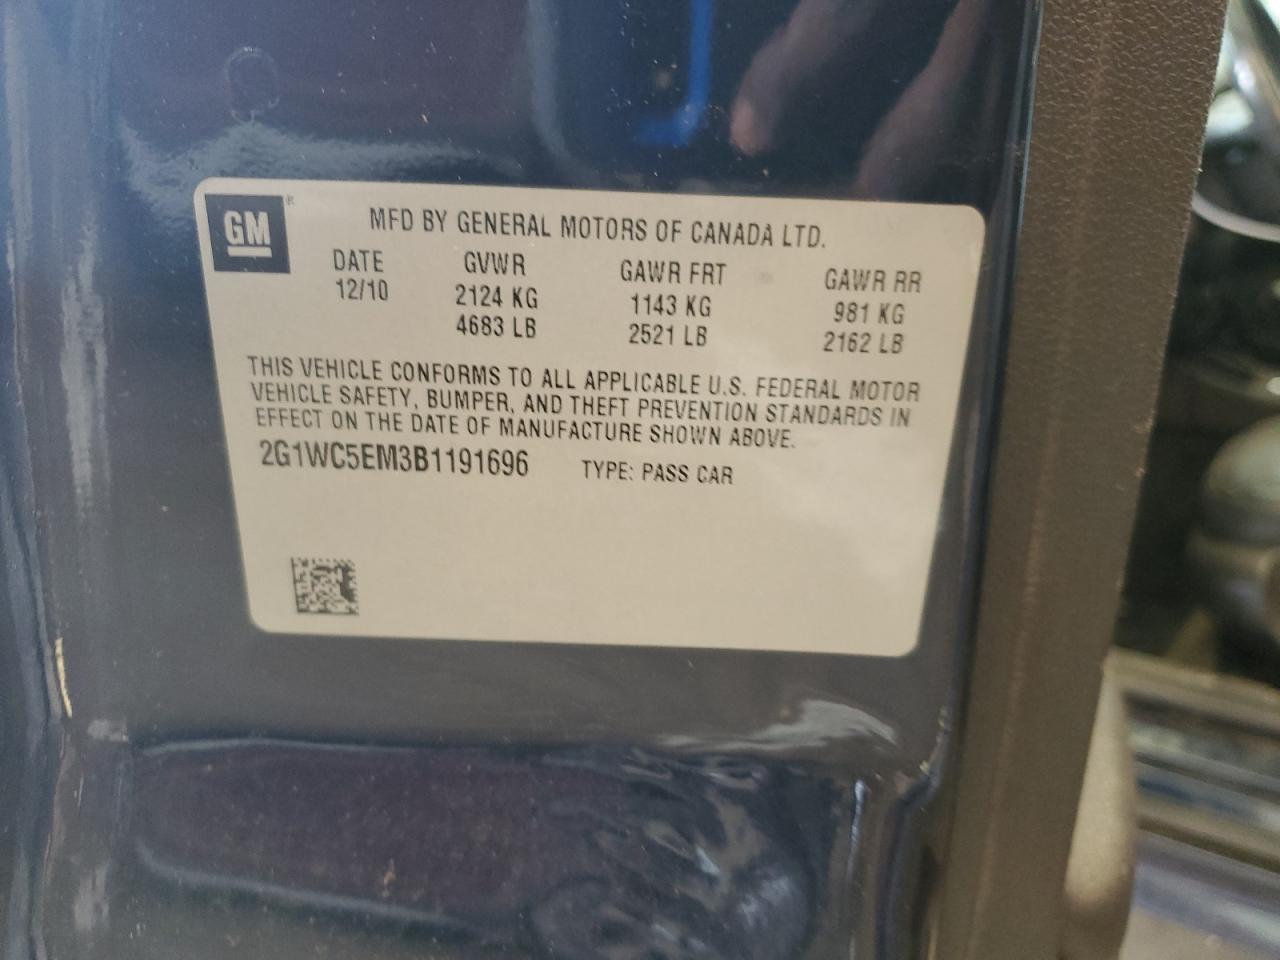 GM ®
MFD BY GENERAL MOTORS OF CANADA LTD.
DATE GVWR GAWR FRT GAWR RR
12/10 2124 KG 1143 KG 981 KG
4683 LB 2521 LB 2162 LB
THIS VEHICLE CONFORMS TO ALL APPLICABLE U.S. FEDERAL MOTOR
VEHICLE SAFETY, BUMPER, AND THEFT PREVENTION STANDARDS IN
EFFECT ON THE DATE OF MANUFACTURE SHOWN ABOVE.
2G1WC5EM3B1191696 TYPE: PASS CAR